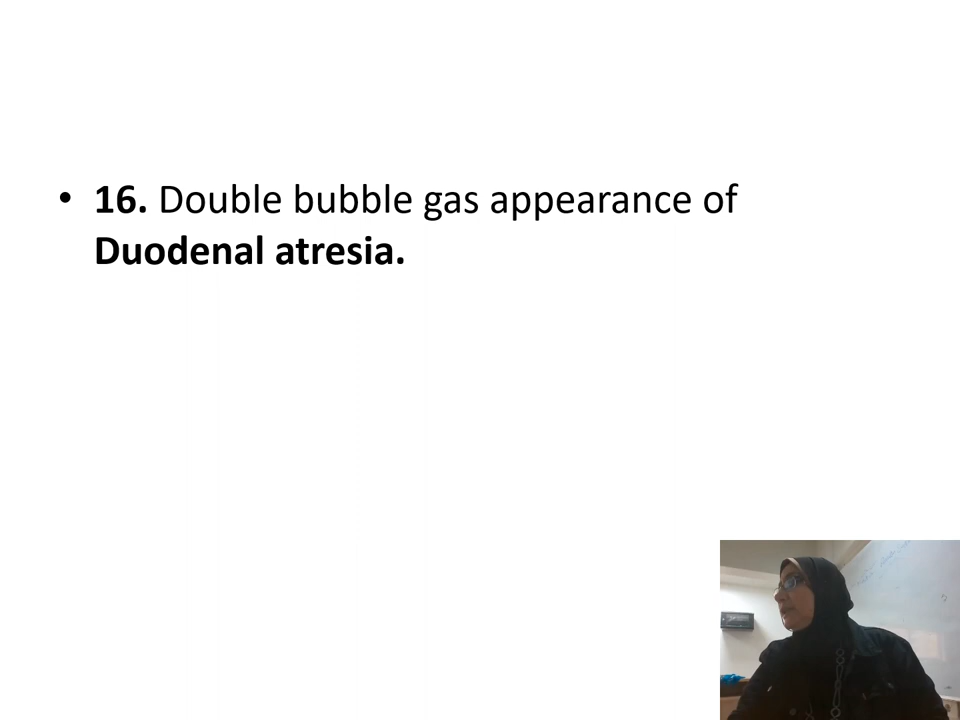 • 16. Double bubble gas appearance of
Duodenal atresia.